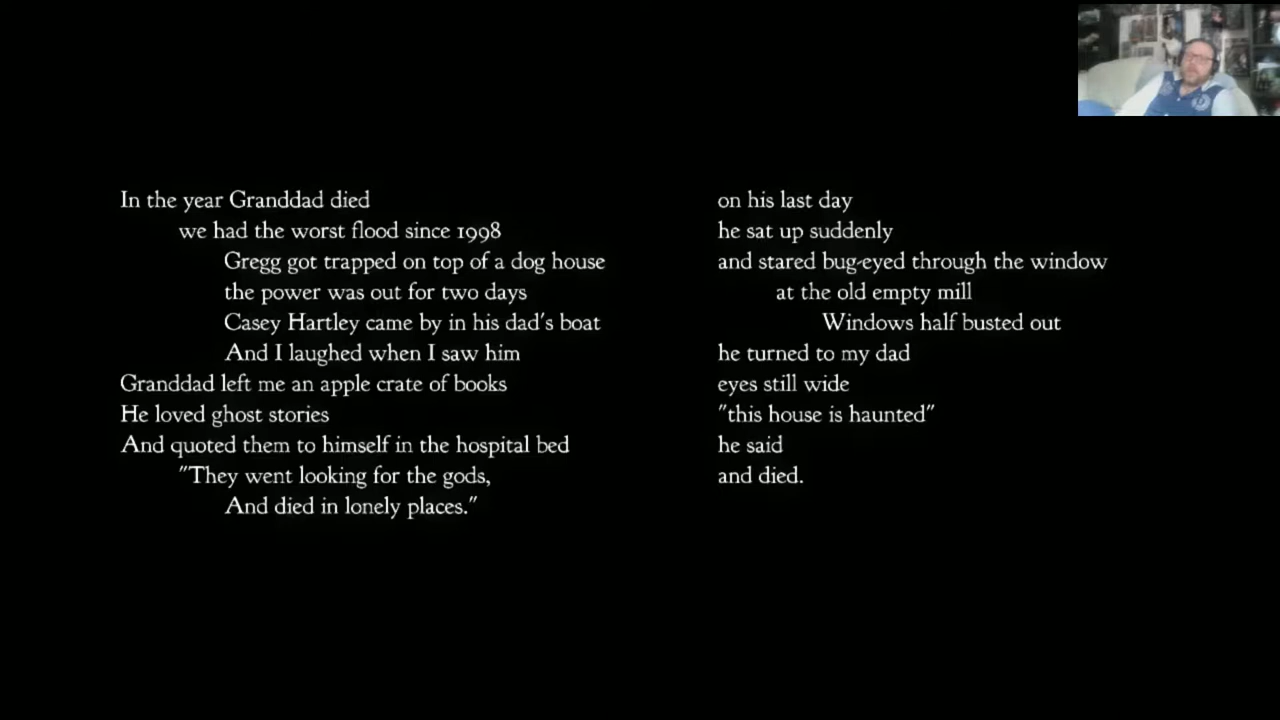 In the year Granddad died
we had the worst flood since 1998
Gregg got trapped on top of a dog house
the power was out for two days
Casey Hartley came by in his dad's boat
And I laughed when I saw him
Granddad left me an apple crate of books
He loved ghost stories
And quoted them to himself in the hospital bed
"They went looking for the gods,
And died in lonely places."
on his last day
he sat up suddenly
and stared bug-eyed through the window
at the old empty mill
Windows half busted out
he turned to my dad
eyes still wide
"this house is haunted"
he said
and died.